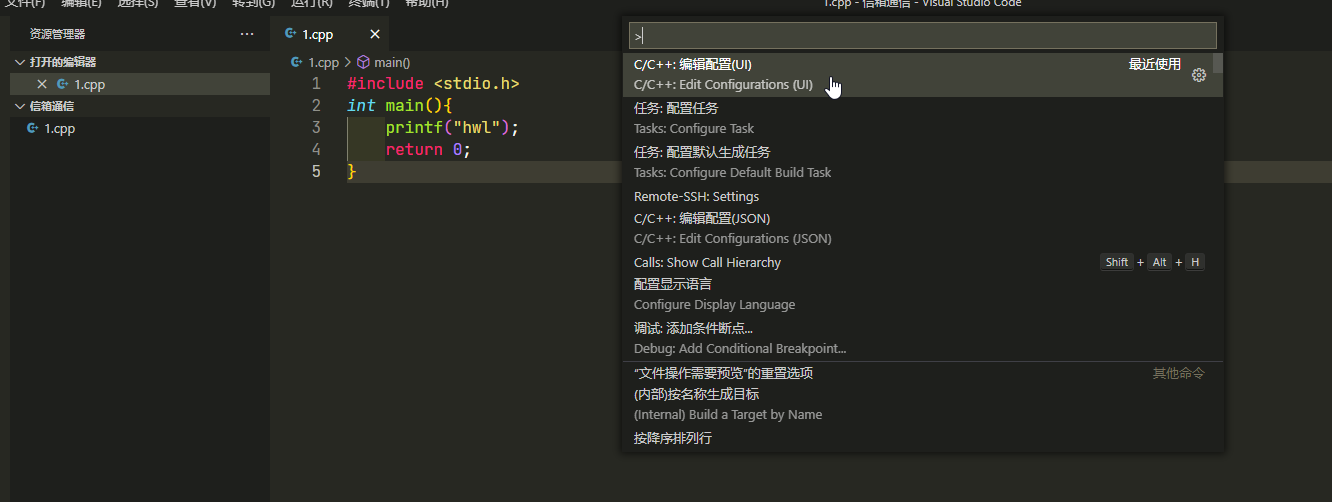 文件(F) 编辑(E) 选择(S) 查看(V) 转到(G) 运行(R) 终端(T) 帮助(H) 1.cpp - 信箱通信 - Visual Studio Code
资源管理器 ···
打开的编辑器
1.cpp
信箱通信
1.cpp
1.cpp
1.cpp > main()
1 #include <stdio.h>
2 int main(){
3 printf("hwl");
4 return 0;
5 }
>
C/C++: 编辑配置(UI) 最近使用
C/C++: Edit Configurations (UI)
任务: 配置任务
Tasks: Configure Task
任务: 配置默认生成任务
Tasks: Configure Default Build Task
Remote-SSH: Settings
C/C++: 编辑配置(JSON)
C/C++: Edit Configurations (JSON)
Calls: Show Call Hierarchy Shift + Alt + H
配置显示语言
Configure Display Language
调试: 添加条件断点...
Debug: Add Conditional Breakpoint...
“文件操作需要预览”的重置选项 其他命令
(内部)按名称生成目标
(Internal) Build a Target by Name
按降序排列行